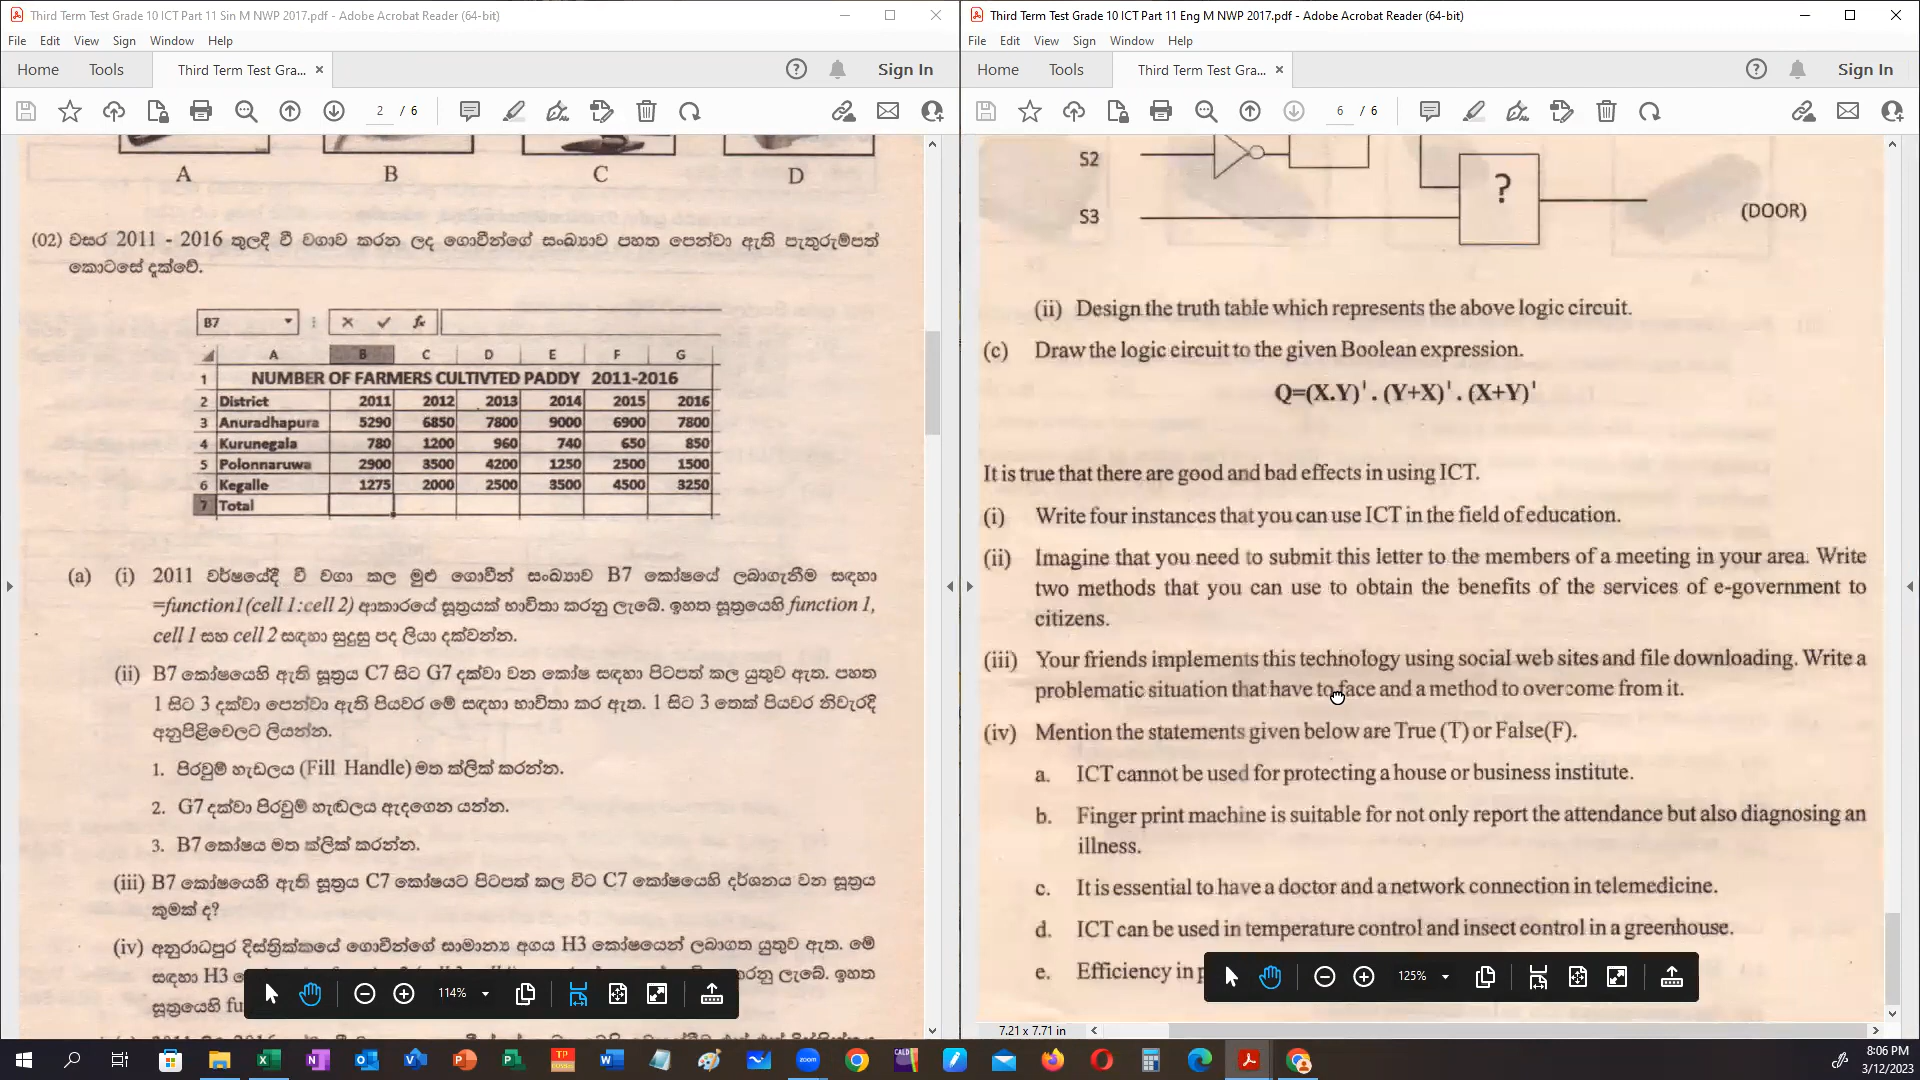 Third Term Test Grade 10 ICT Part 11 Sin M NWP 2017.pdf - Adobe Acrobat Reader (64-bit)
File Edit View Sign Window Help
Home Tools Third Term Test Gra... × Sign In
2 / 6
A B C D
(02) වසර 2011 - 2016 තුලදී වී වගාව කරන ලද ගොවීන්ගේ සංඛ්‍යාව පහත පෙන්වා ඇති පැතුරුම්පත්
කොටසේ දැක්වේ.
B7 × ✓ fx
A B C D E F G
1 NUMBER OF FARMERS CULTIVTED PADDY 2011-2016
2 District 2011 2012 2013 2014 2015 2016
3 Anuradhapura 5290 6850 7800 9000 6900 7800
4 Kurunegala 780 1200 960 740 650 850
5 Polonnaruwa 2900 3500 4200 1250 2500 1500
6 Kegalle 1275 2000 2500 3500 4500 3250
7 Total
(a) (i) 2011 වර්ෂයේදී වී වගා කල මුළු ගොවීන් සංඛ්‍යාව B7 කෝෂයේ ලබාගැනීම සඳහා
=function1(cell 1:cell 2) ආකාරයේ සූත්‍රයක් භාවිතා කරනු ලැබේ. ඉහත සූත්‍රයෙහි function 1,
cell 1 සහ cell 2 සඳහා සුදුසු පද ලියා දක්වන්න.
(ii) B7 කෝෂයෙහි ඇති සූත්‍රය C7 සිට G7 දක්වා වන කෝෂ සඳහා පිටපත් කල යුතුව ඇත. පහත
1 සිට 3 දක්වා පෙන්වා ඇති පියවර මේ සඳහා භාවිතා කර ඇත. 1 සිට 3 තෙක් පියවර නිවැරදි
අනුපිළිවෙලට ලියන්න.
1. පිරවුම් හැඩලය (Fill Handle) මත ක්ලික් කරන්න.
2. G7 දක්වා පිරවුම් හැඬලය ඇදගෙන යන්න.
3. B7 කෝෂය මත ක්ලික් කරන්න.
(iii) B7 කෝෂයෙහි ඇති සූත්‍රය C7 කෝෂයට පිටපත් කල විට C7 කෝෂයෙහි දර්ශනය වන සූත්‍රය
කුමක් ද?
(iv) අනුරාධපුර දිස්ත්‍රික්කයේ ගොවීන්ගේ සාමාන්‍ය අගය H3 කෝෂයෙන් ලබාගත යුතුව ඇත. මේ
සඳහා H3 කරනු ලැබේ. ඉහත
සූත්‍රයෙහි
114%
Third Term Test Grade 10 ICT Part 11 Eng M NWP 2017.pdf - Adobe Acrobat Reader (64-bit)
File Edit View Sign Window Help
Home Tools Third Term Test Gra... × Sign In
6 / 6
S2
?
S3
(DOOR)
(ii) Design the truth table which represents the above logic circuit.
(c) Draw the logic circuit to the given Boolean expression.
Q=(X.Y)' . (Y+X)' . (X+Y)'
It is true that there are good and bad effects in using ICT.
(i) Write four instances that you can use ICT in the field of education.
(ii) Imagine that you need to submit this letter to the members of a meeting in your area. Write
two methods that you can use to obtain the benefits of the services of e-government to
citizens.
(iii) Your friends implements this technology using social web sites and file downloading. Write a
problematic situation that have to face and a method to overcome from it.
(iv) Mention the statements given below are True (T) or False(F).
a. ICT cannot be used for protecting a house or business institute.
b. Finger print machine is suitable for not only report the attendance but also diagnosing an
illness.
c. It is essential to have a doctor and a network connection in telemedicine.
d. ICT can be used in temperature control and insect control in a greenhouse.
e. Efficiency in
125%
7.21 x 7.71 in
8:06 PM
3/12/2023